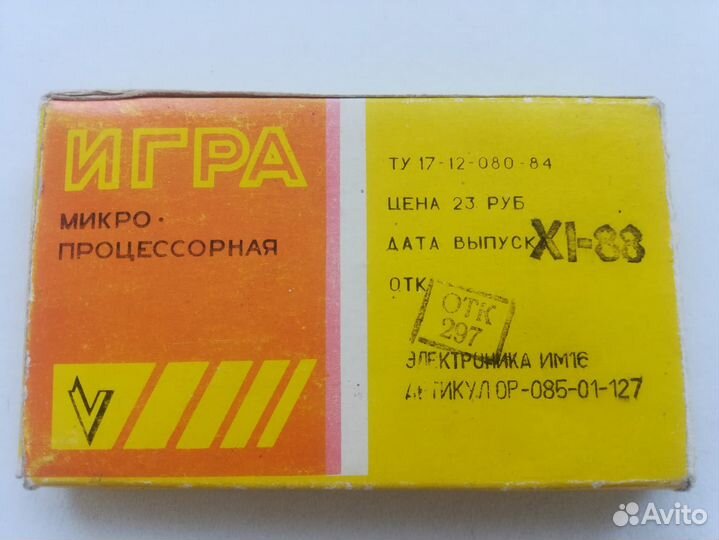 ИГРА
МИКРО·
ПРОЦЕССОРНАЯ
ТУ 17-12-080-84
ЦЕНА 23 РУБ
ДАТА ВЫПУСК XI-88
ОТК
ОТК
297
ЭЛЕКТРОНИКА ИМ16
АРТИКУЛ ОР-085-01-127
Avito